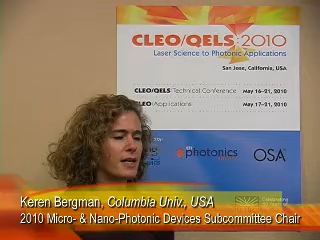 CLEO/QELS:2010
Laser Science to Photonic Applications
San Jose, California, USA
CLEO/QELS: Technical Conference May 16–21, 2010
CLEO: Applications May 17–21, 2010
photonics
OSA
Keren Bergman, Columbia Univ., USA
2010 Micro- & Nano-Photonic Devices Subcommittee Chair